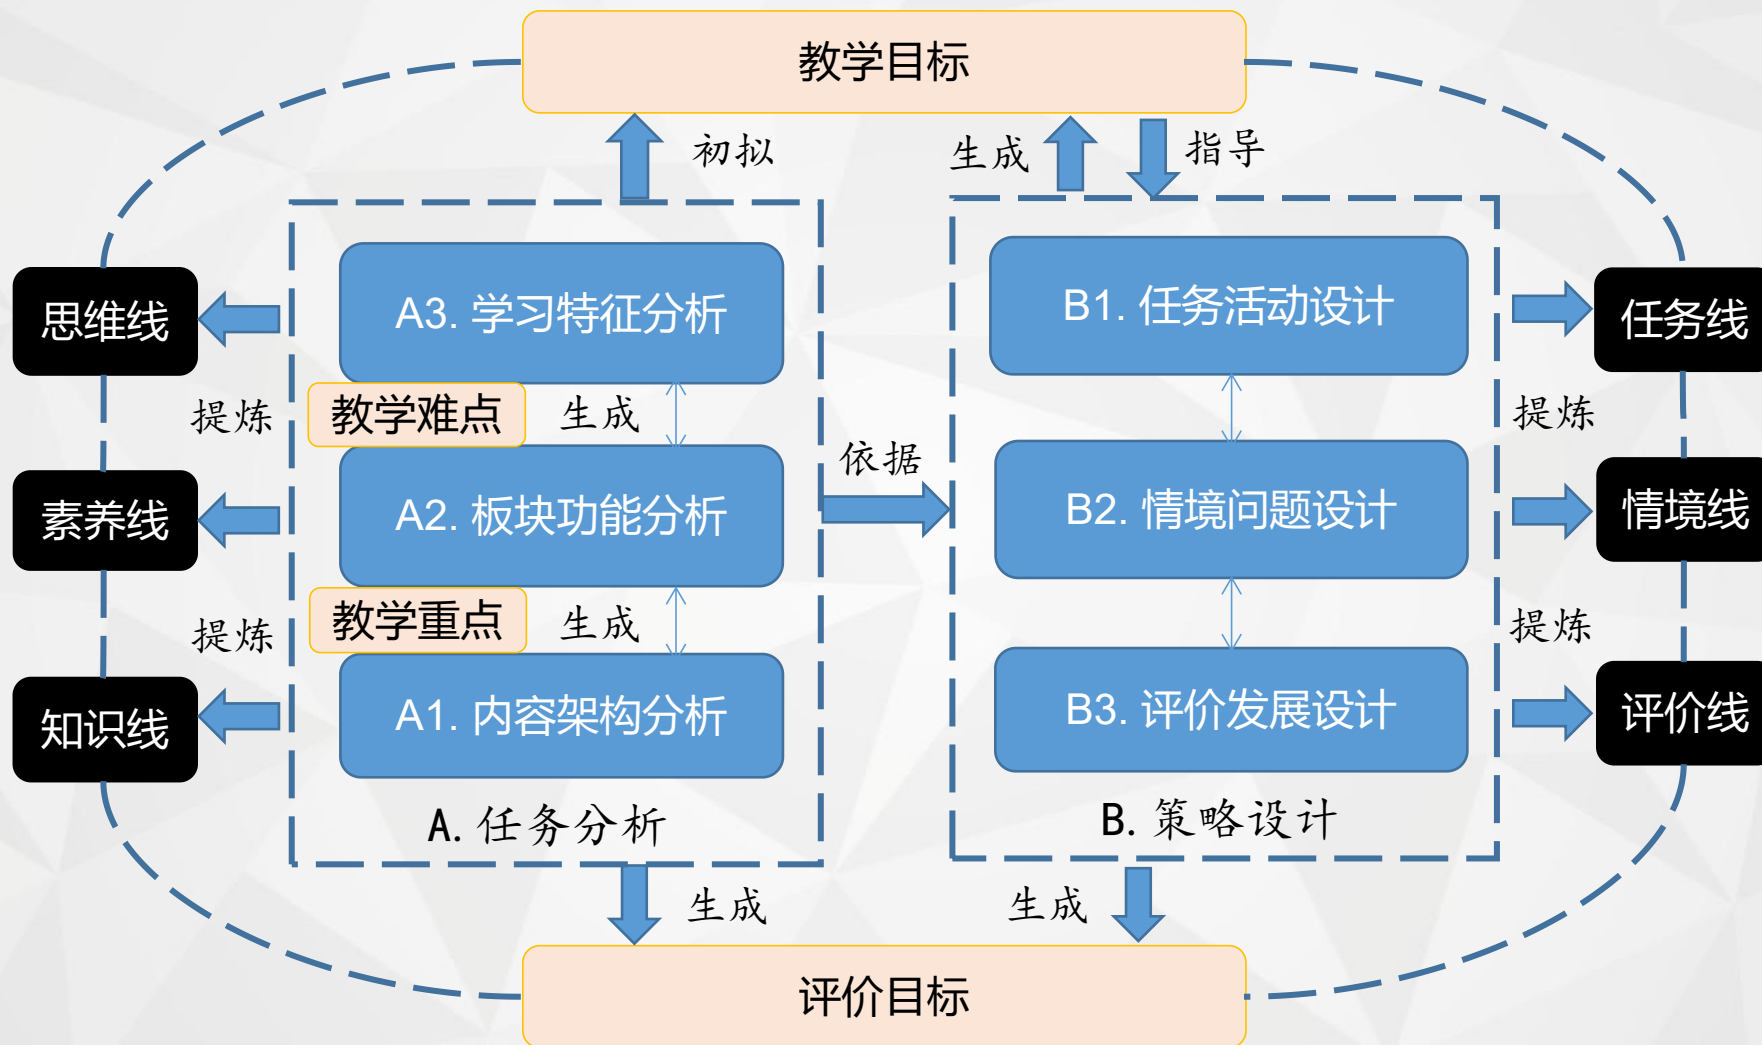 教学目标
初拟
生成
指导
A3. 学习特征分析
B1. 任务活动设计
思维线
任务线
提炼
教学难点
生成
提炼
依据
素养线
A2. 板块功能分析
B2. 情境问题设计
情境线
提炼
教学重点
生成
提炼
知识线
A1. 内容架构分析
B3. 评价发展设计
评价线
A. 任务分析
B. 策略设计
生成
生成
评价目标